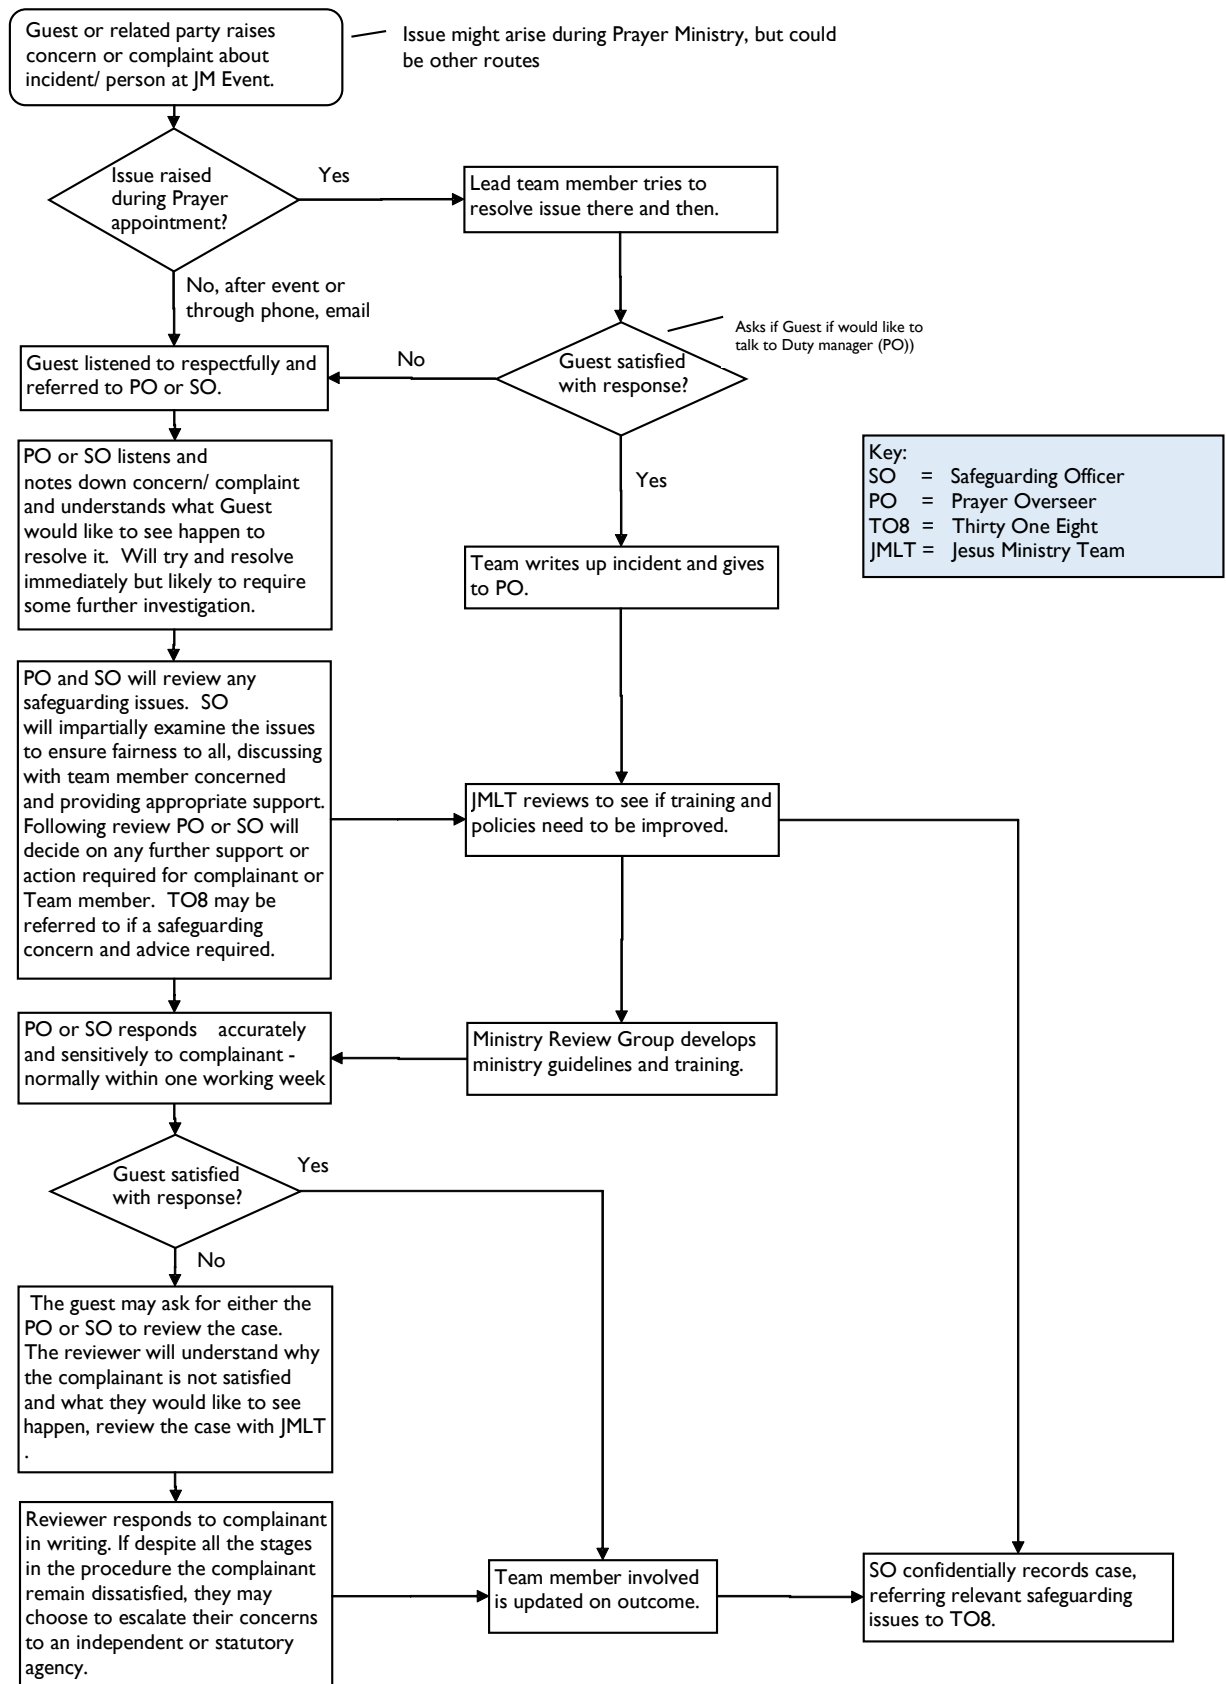 Guest or related party raises
concern or complaint about
incident/ person at JM Event.
Issue might arise during Prayer Ministry, but could
be other routes
Issue raised
during Prayer
appointment?
Yes
Lead team member tries to
resolve issue there and then.
No, after event or
through phone, email
Asks if Guest if would like to
talk to Duty manager (PO))
Guest satisfied
with response?
No
Guest listened to respectfully and
referred to PO or SO.
PO or SO listens and
notes down concern/ complaint
and understands what Guest
would like to see happen to
resolve it. Will try and resolve
immediately but likely to require
some further investigation.
Yes
Key:
SO = Safeguarding Officer
PO = Prayer Overseer
TO8 = Thirty One Eight
JMLT = Jesus Ministry Team
Team writes up incident and gives
to PO.
PO and SO will review any
safeguarding issues. SO
will impartially examine the issues
to ensure fairness to all, discussing
with team member concerned
and providing appropriate support.
Following review PO or SO will
decide on any further support or
action required for complainant or
Team member. TO8 may be
referred to if a safeguarding
concern and advice required.
JMLT reviews to see if training and
policies need to be improved.
PO or SO responds accurately
and sensitively to complainant -
normally within one working week
Ministry Review Group develops
ministry guidelines and training.
Guest satisfied
with response?
Yes
No
The guest may ask for either the
PO or SO to review the case.
The reviewer will understand why
the complainant is not satisfied
and what they would like to see
happen, review the case with JMLT
.
Reviewer responds to complainant
in writing. If despite all the stages
in the procedure the complainant
remain dissatisfied, they may
choose to escalate their concerns
to an independent or statutory
agency.
Team member involved
is updated on outcome.
SO confidentially records case,
referring relevant safeguarding
issues to TO8.